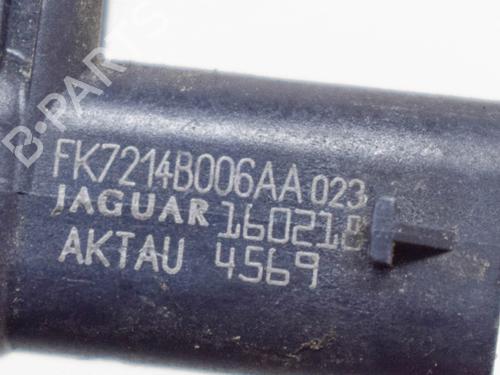 B-PARTS
FK7214B006AA 023
JAGUAR 160218
AKTAU 4569